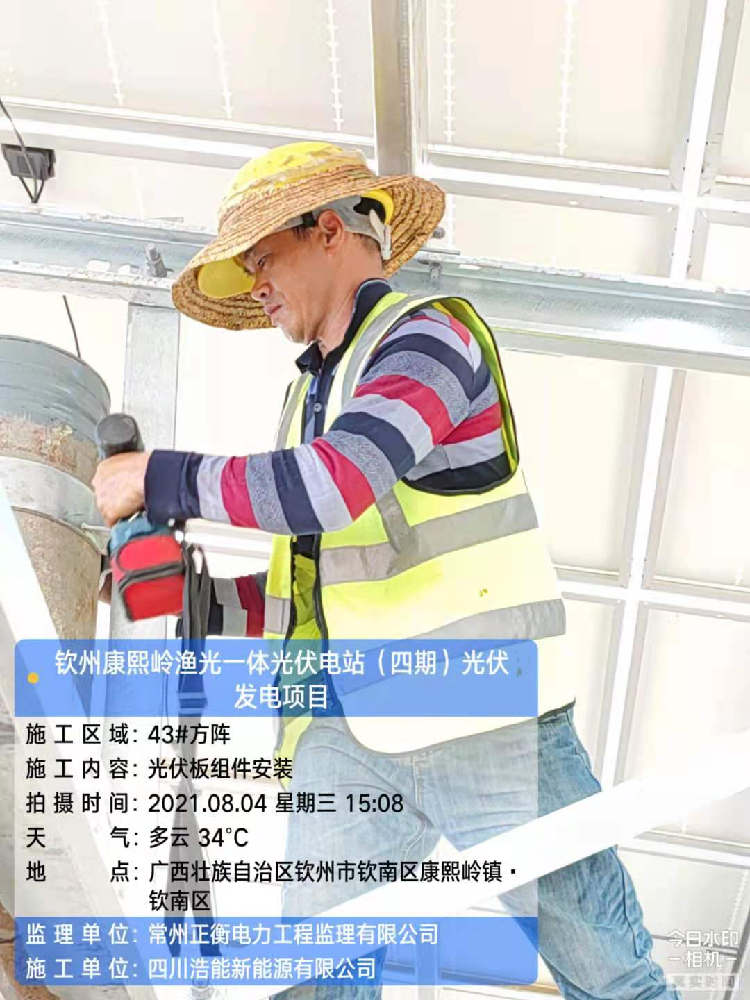 钦州康熙岭渔光一体光伏电站（四期）光伏
发电项目
施工区域：43#方阵
施工内容：光伏板组件安装
拍摄时间：2021.08.04 星期三 15:08
天气：多云 34°C
地点：广西壮族自治区钦州市钦南区康熙岭镇·
钦南区
监理单位：常州正衡电力工程监理有限公司
施工单位：四川浩能新能源有限公司
今日水印
相机
真实时间